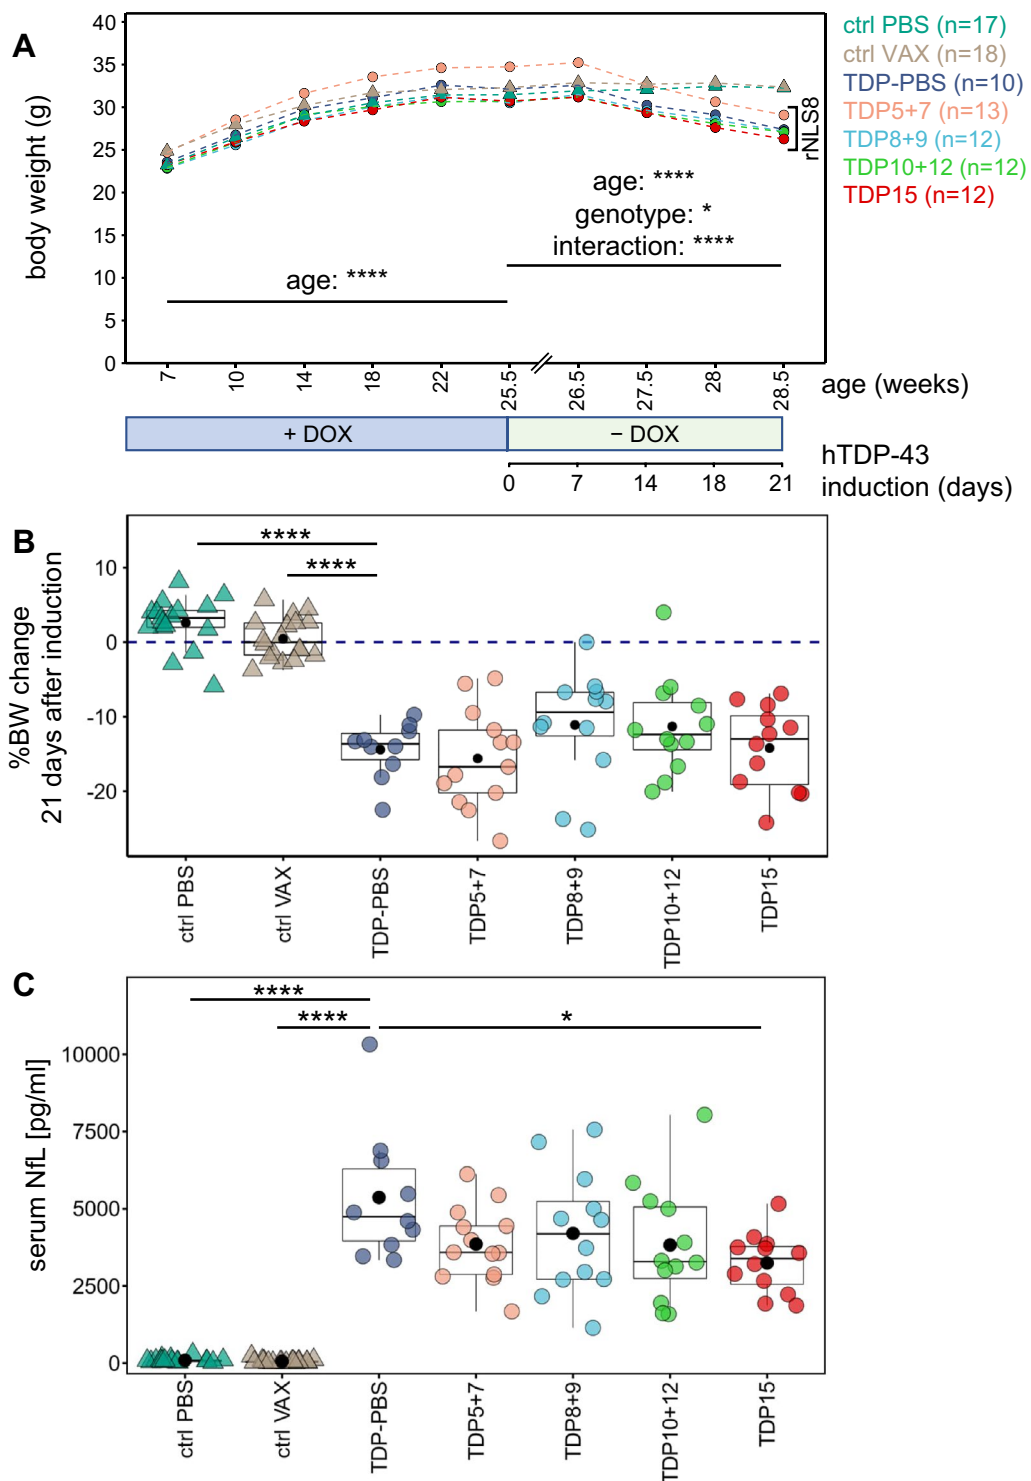 A
body weight (g)
40
35
30
25
20
15
10
5
0
ctrl PBS (n=17)
ctrl VAX (n=18)
TDP-PBS (n=10)
TDP5+7 (n=13)
TDP8+9 (n=12)
TDP10+12 (n=12)
TDP15 (n=12)
rNLS8
age: ****
genotype: *
interaction: ****
age: ****
7 10 14 18 22 25.5 26.5 27.5 28 28.5
age (weeks)
+ DOX
− DOX
0 7 14 18 21
hTDP-43
induction (days)
B
%BW change
21 days after induction
10
0
-10
-20
****
****
ctrl PBS
ctrl VAX
TDP-PBS
TDP5+7
TDP8+9
TDP10+12
TDP15
C
serum NfL [pg/ml]
10000
7500
5000
2500
0
****
****
*
ctrl PBS
ctrl VAX
TDP-PBS
TDP5+7
TDP8+9
TDP10+12
TDP15